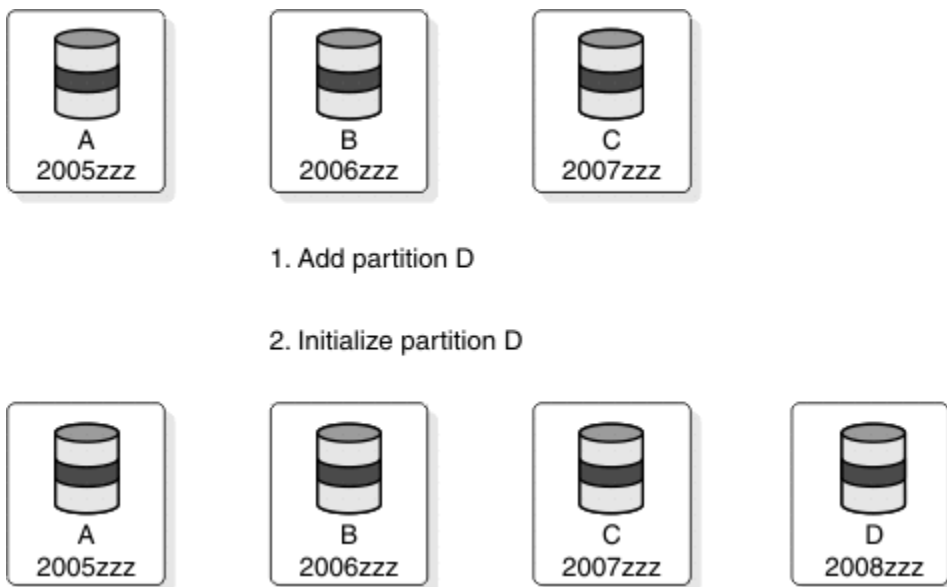 A
2005zzz
B
2006zzz
C
2007zzz
1. Add partition D
2. Initialize partition D
A
2005zzz
B
2006zzz
C
2007zzz
D
2008zzz